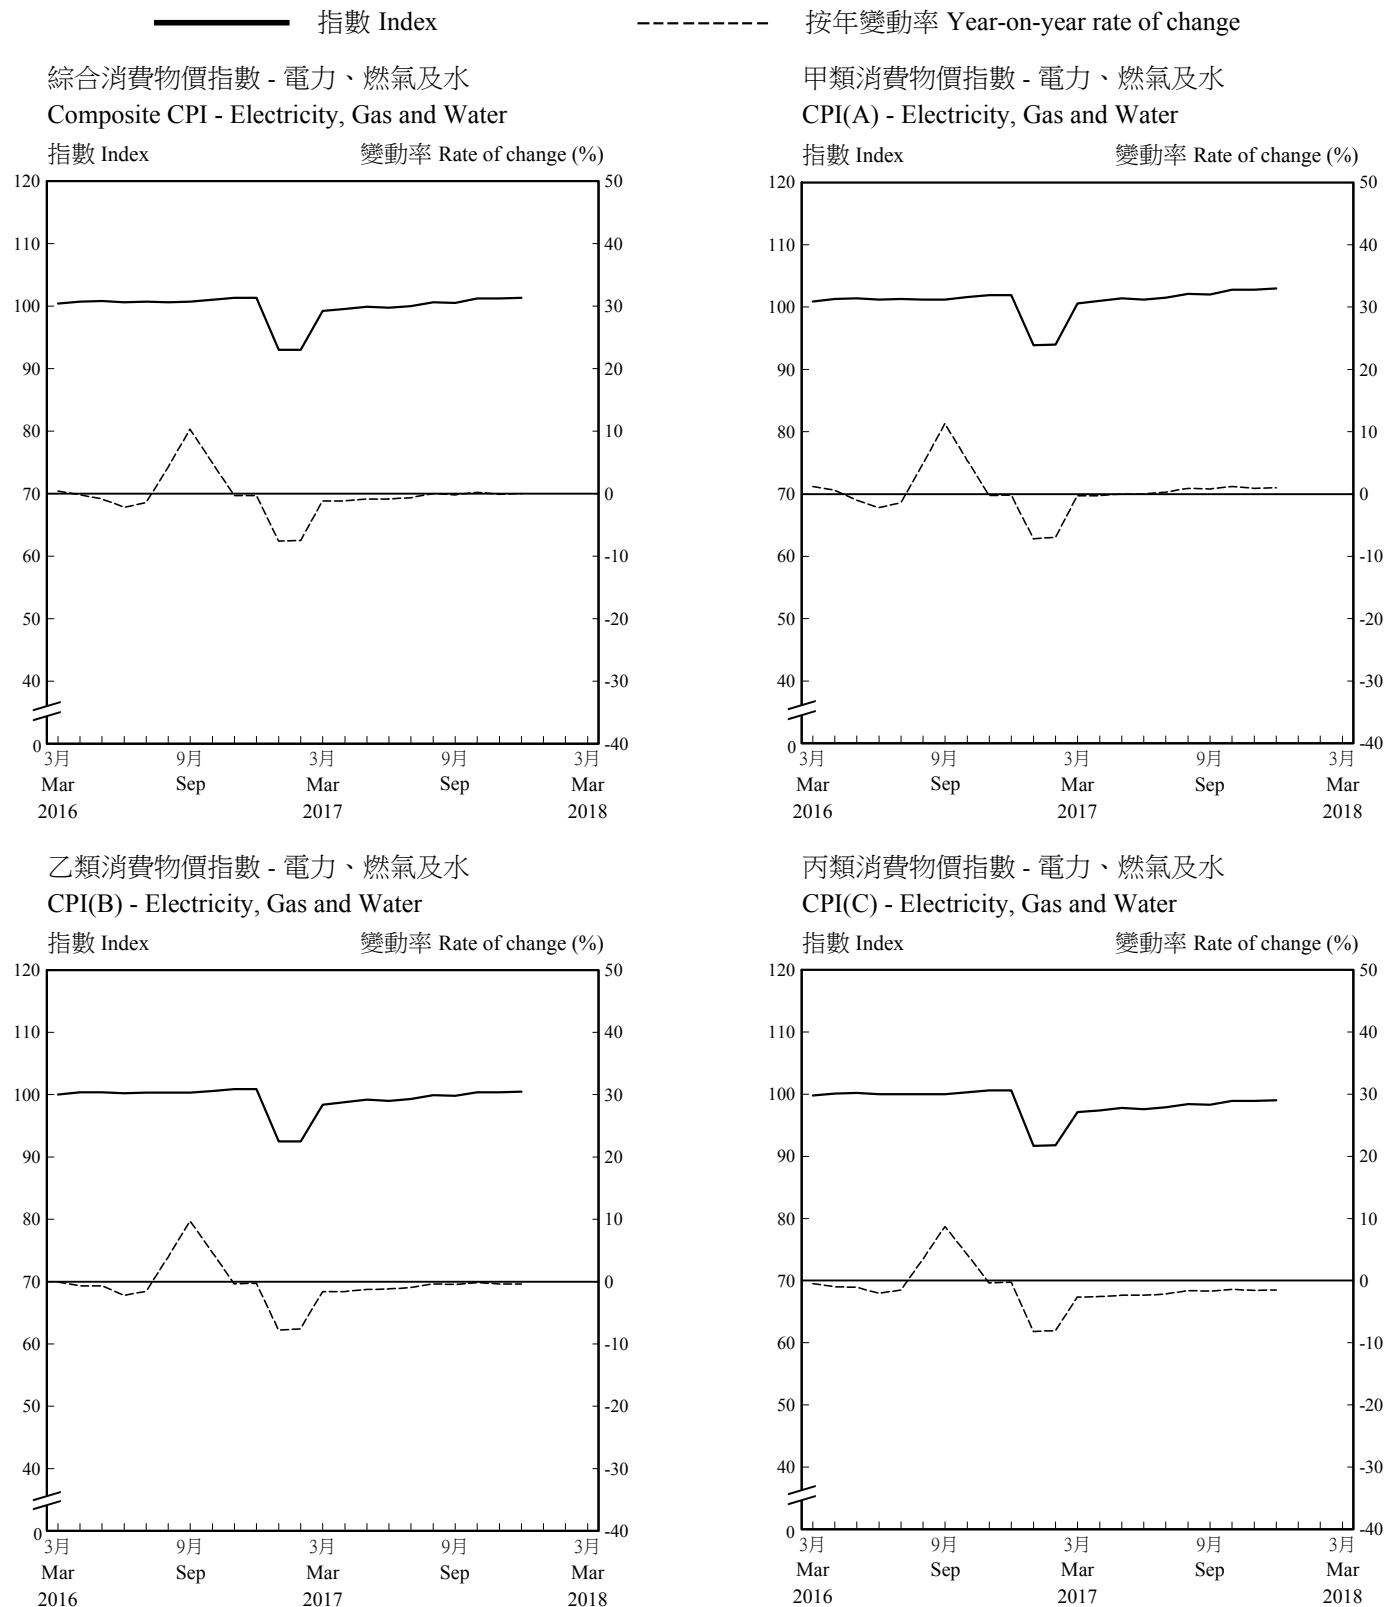 指數 Index
按年變動率 Year-on-year rate of change
綜合消費物價指數 - 電力、燃氣及水
Composite CPI - Electricity, Gas and Water
指數 Index 變動率 Rate of change (%)
120 50
110 40
100 30
90 20
80 10
70 0
60 -10
50 -20
40 -30
0 -40
3月 9月 3月 9月 3月
Mar Sep Mar Sep Mar
2016 2017 2018
甲類消費物價指數 - 電力、燃氣及水
CPI(A) - Electricity, Gas and Water
指數 Index 變動率 Rate of change (%)
120 50
110 40
100 30
90 20
80 10
70 0
60 -10
50 -20
40 -30
0 -40
3月 9月 3月 9月 3月
Mar Sep Mar Sep Mar
2016 2017 2018
乙類消費物價指數 - 電力、燃氣及水
CPI(B) - Electricity, Gas and Water
指數 Index 變動率 Rate of change (%)
120 50
110 40
100 30
90 20
80 10
70 0
60 -10
50 -20
40 -30
0 -40
3月 9月 3月 9月 3月
Mar Sep Mar Sep Mar
2016 2017 2018
丙類消費物價指數 - 電力、燃氣及水
CPI(C) - Electricity, Gas and Water
指數 Index 變動率 Rate of change (%)
120 50
110 40
100 30
90 20
80 10
70 0
60 -10
50 -20
40 -30
0 -40
3月 9月 3月 9月 3月
Mar Sep Mar Sep Mar
2016 2017 2018